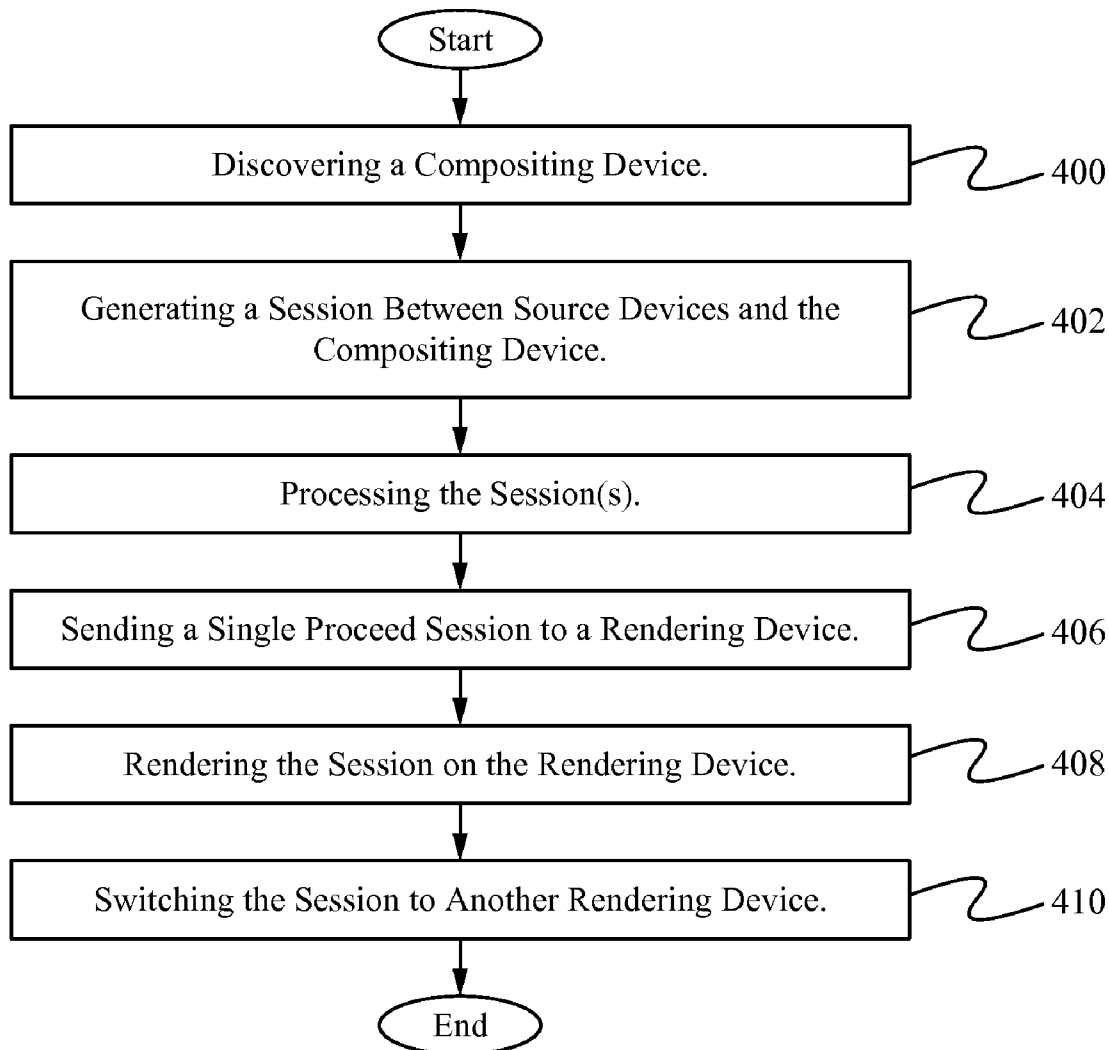 Start
Discovering a Compositing Device.
400
Generating a Session Between Source Devices and the
Compositing Device.
402
Processing the Session(s).
404
Sending a Single Proceed Session to a Rendering Device.
406
Rendering the Session on the Rendering Device.
408
Switching the Session to Another Rendering Device.
410
End